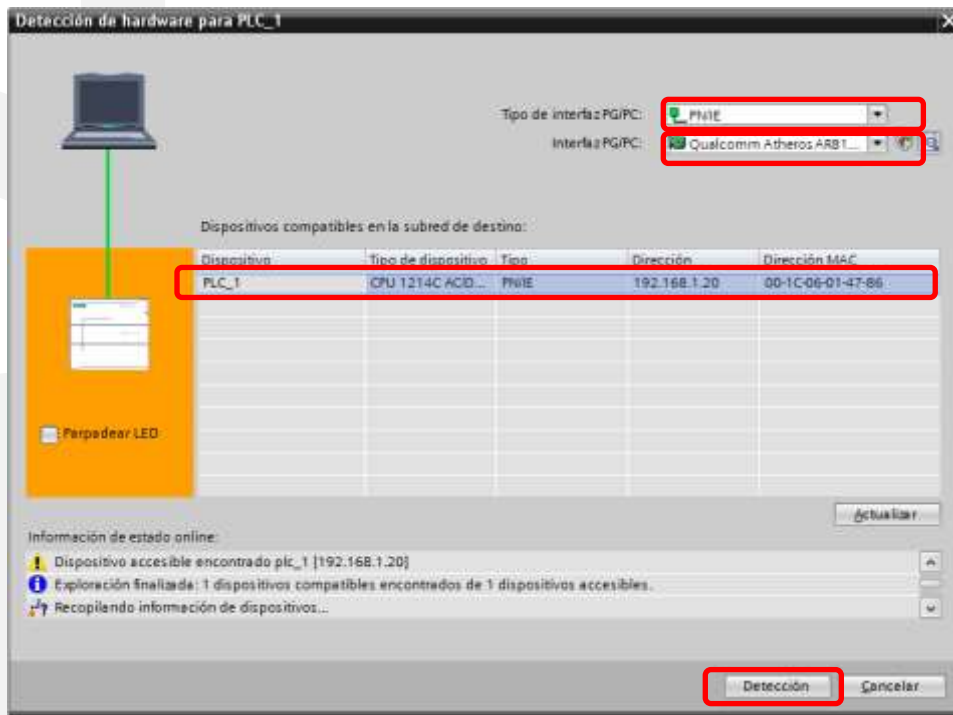 Detección de hardware para PLC_1
Tipo de interfaz PG/PC: PN/IE
Interfaz PG/PC: Qualcomm Atheros AR81...
Dispositivos compatibles en la subred de destino:
Dispositivo Tipo de dispositivo Tipo Dirección Dirección MAC
PLC_1 CPU 1214C AC/D... PN/IE 192.168.1.20 00-1C-06-01-47-86
Parpadear LED
Actualizar
Información de estado online:
Dispositivo accesible encontrado plc_1 [192.168.1.20]
Exploración finalizada: 1 dispositivos compatibles encontrados de 1 dispositivos accesibles.
Recopilando información de dispositivos...
Detección Cancelar